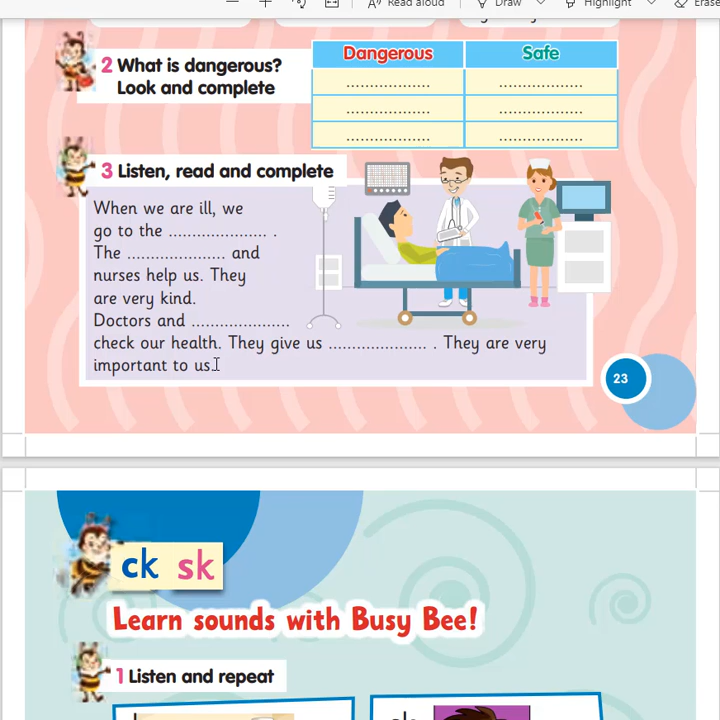 Read aloud
Draw
Highlight
Erase
2 What is dangerous?
Look and complete
Dangerous Safe
.................... ....................
.................... ....................
.................... ....................
3 Listen, read and complete
When we are ill, we
go to the .................... .
The .................... and
nurses help us. They
are very kind.
Doctors and ....................
check our health. They give us .................... . They are very
important to us.
23
ck sk
Learn sounds with Busy Bee!
1 Listen and repeat